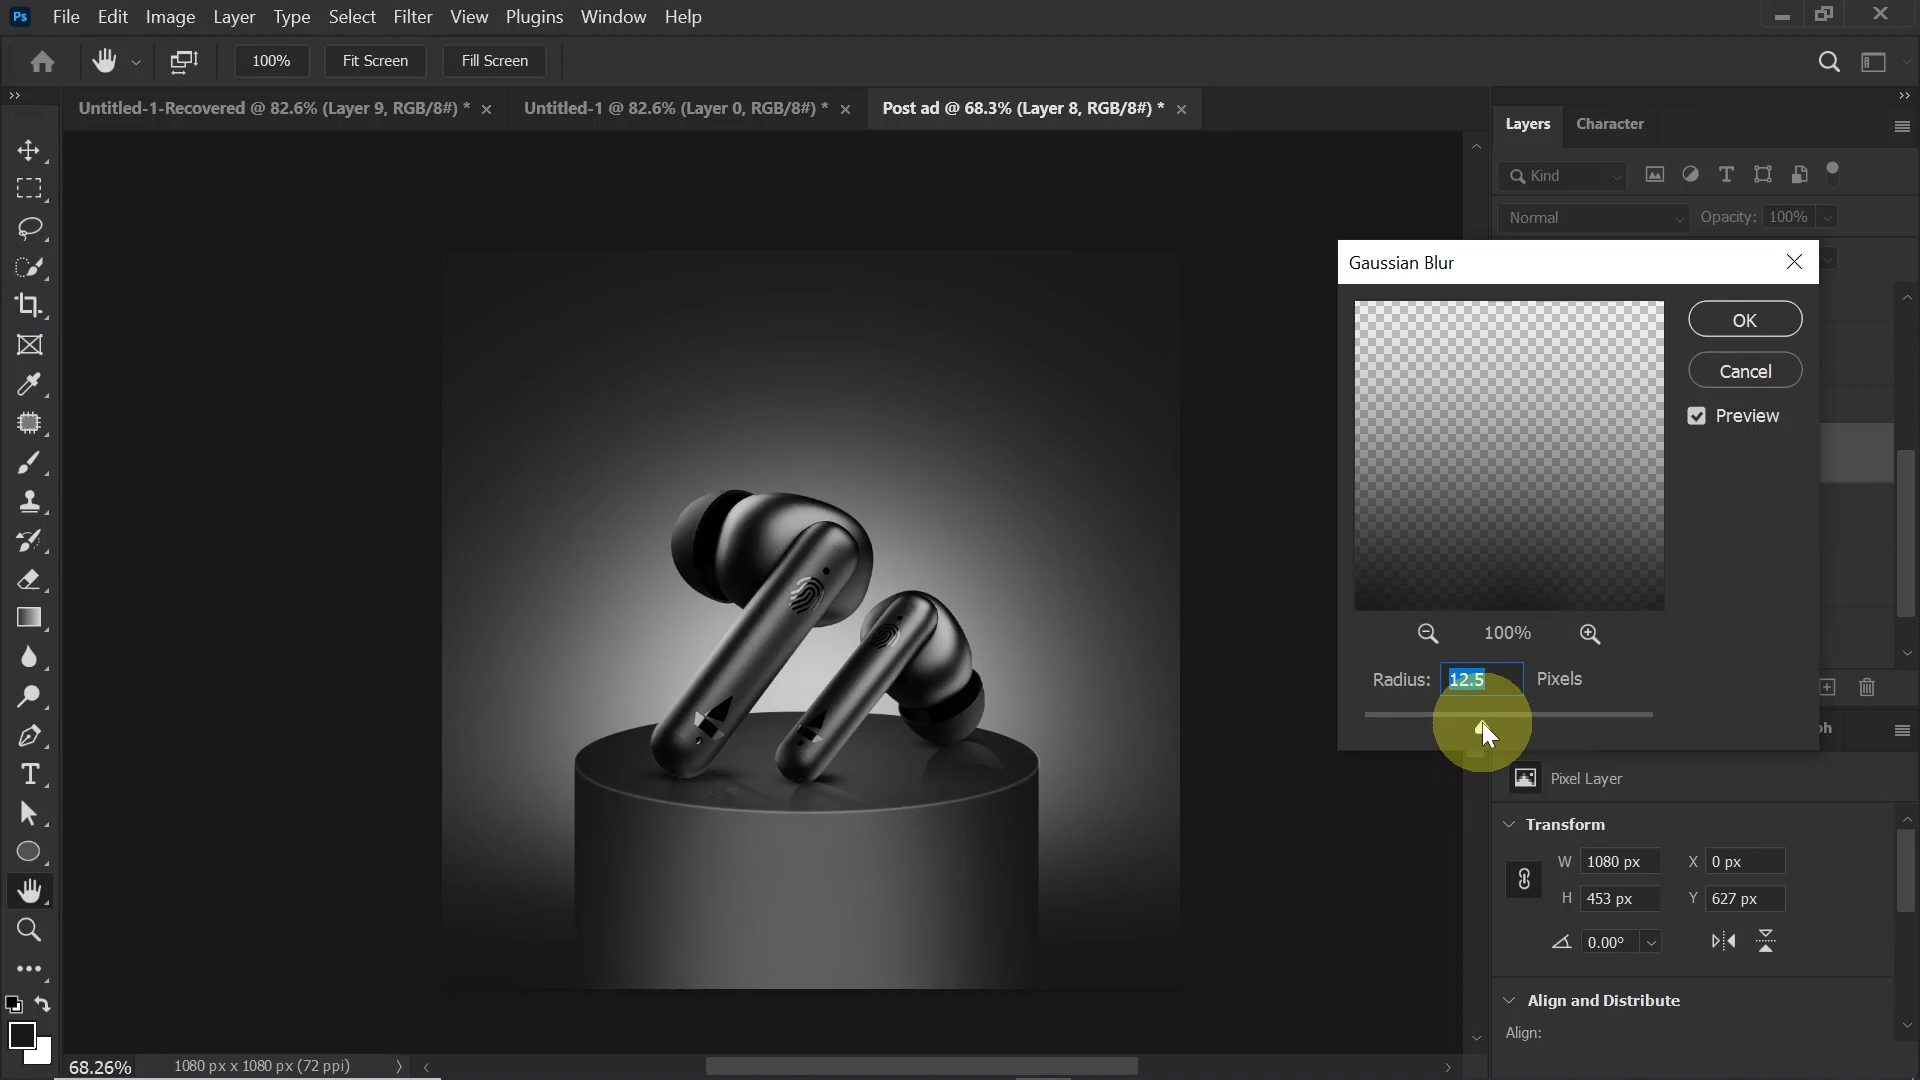 Ps File Edit Image Layer Type Select Filter View Plugins Window Help
100% Fit Screen Fill Screen
Untitled-1-Recovered @ 82.6% (Layer 9, RGB/8#) * Untitled-1 @ 82.6% (Layer 0, RGB/8#) * Post ad @ 68.3% (Layer 8, RGB/8#) *
Layers Character
Kind
Normal Opacity: 100%
Gaussian Blur
OK
Cancel
Preview
100%
Radius: 12.5 Pixels
Pixel Layer
Transform
W 1080 px X 0 px
H 453 px Y 627 px
0.00°
Align and Distribute
Align:
68.26% 1080 px x 1080 px (72 ppi)